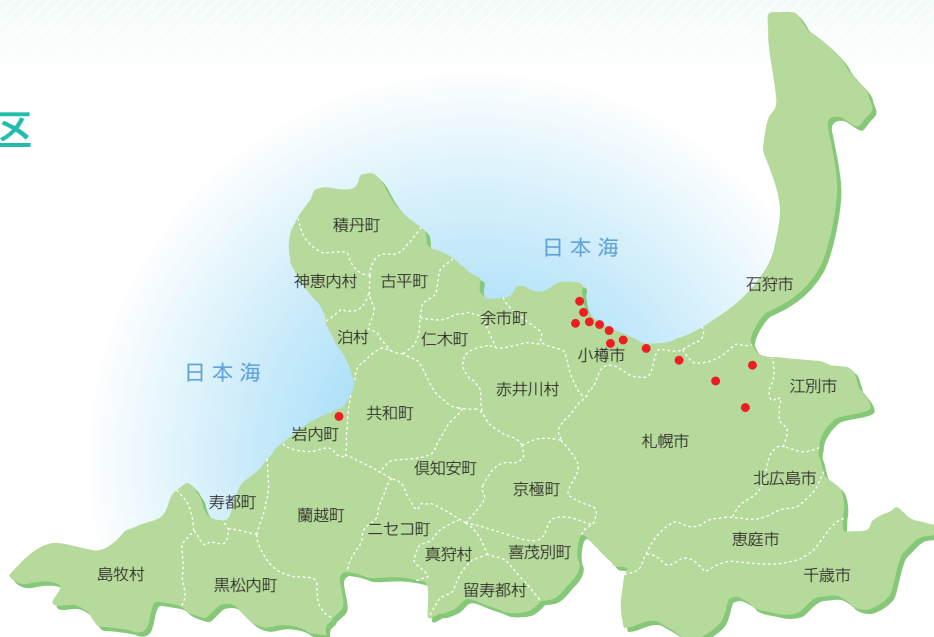 区
積丹町
日本海
神恵内村
古平町
石狩市
余市町
泊村
仁木町
小樽市
日本海
赤井川村
江別市
共和町
岩内町
札幌市
倶知安町
北広島市
京極町
寿都町
蘭越町
ニセコ町
恵庭市
真狩村
喜茂別町
島牧村
黒松内町
留寿都村
千歳市